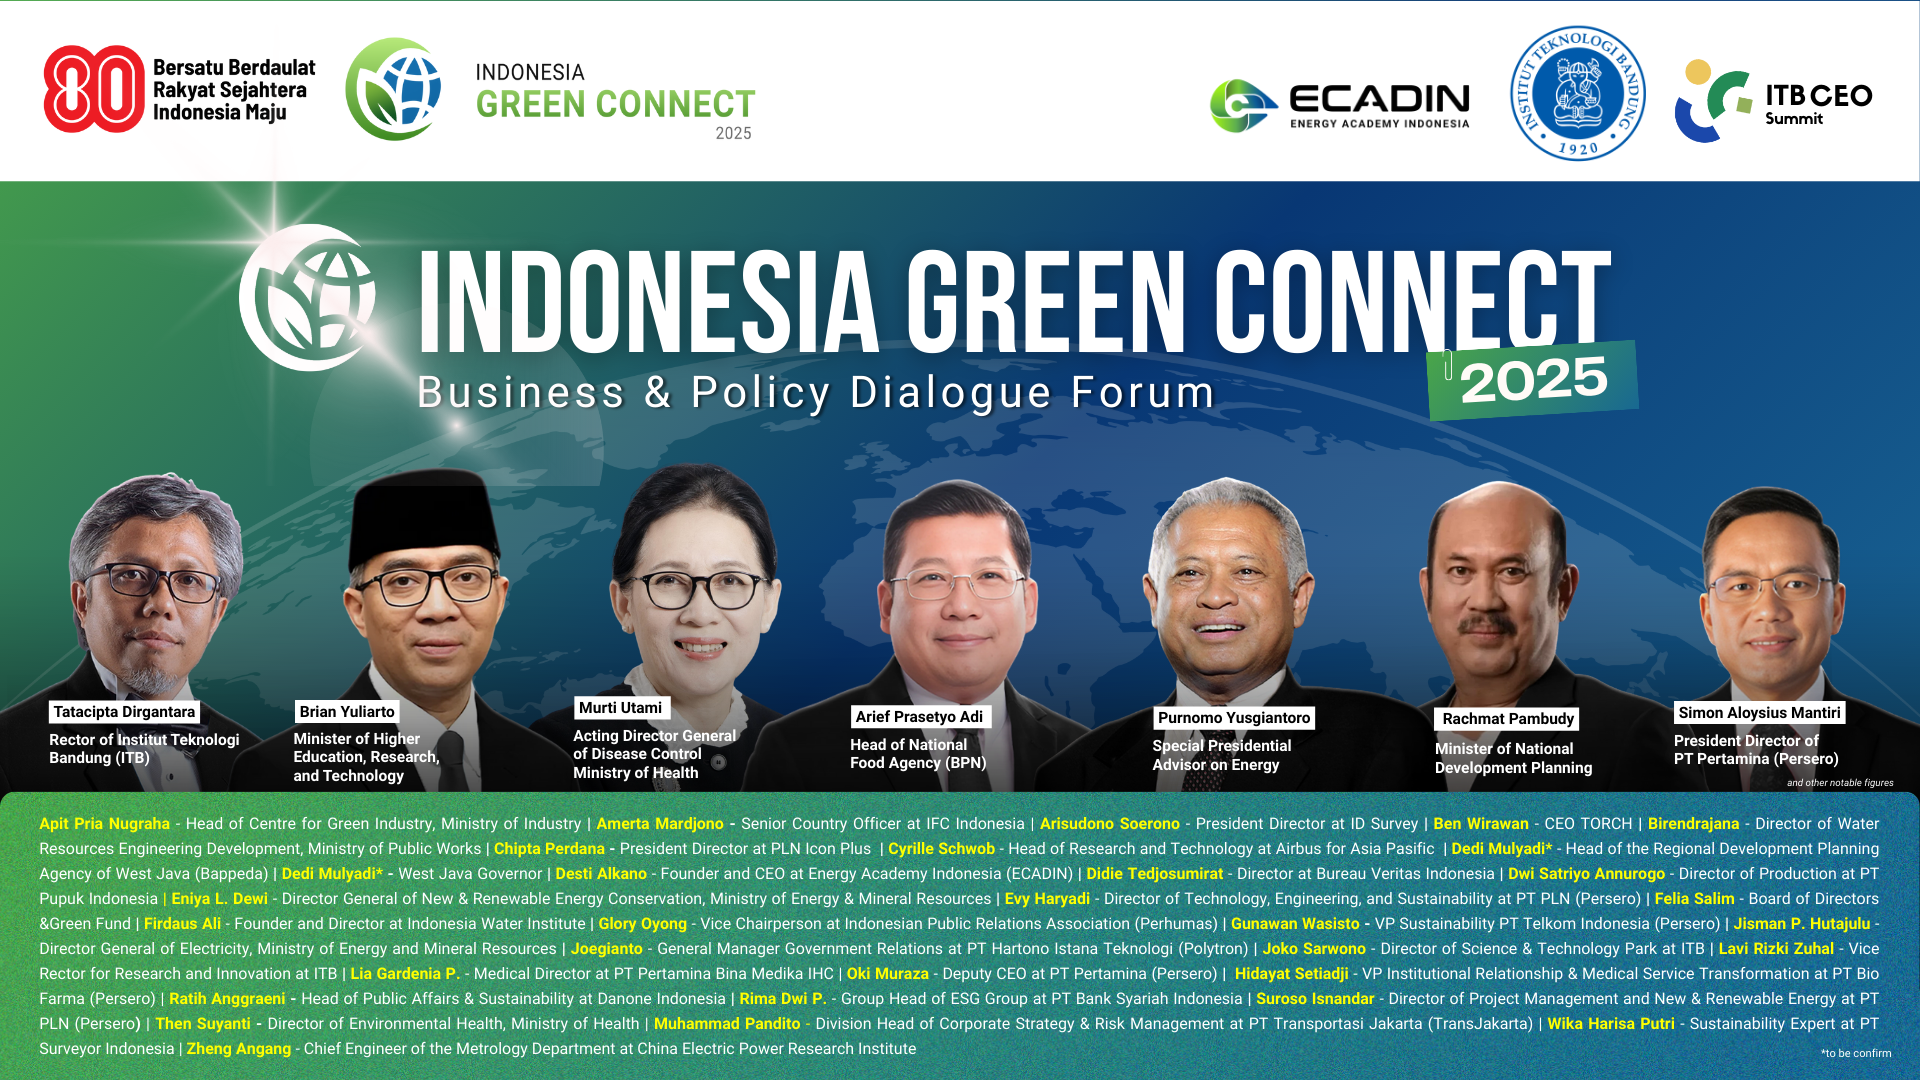 80
Bersatu Berdaulat
Rakyat Sejahtera
Indonesia Maju
INDONESIA
GREEN CONNECT
2025
ECADIN
ENERGY ACADEMY INDONESIA
INSTITUT TEKNOLOGI BANDUNG
1920
ITB CEO
Summit
INDONESIA GREEN CONNECT
2025
Business & Policy Dialogue Forum
Tatacipta Dirgantara
Rector of Institut Teknologi
Bandung (ITB)
Brian Yuliarto
Minister of Higher
Education, Research,
and Technology
Murti Utami
Acting Director General
of Disease Control
Ministry of Health
Arief Prasetyo Adi
Head of National
Food Agency (BPN)
Purnomo Yusgiantoro
Special Presidential
Advisor on Energy
Rachmat Pambudy
Minister of National
Development Planning
Simon Aloysius Mantiri
President Director of
PT Pertamina (Persero)
and other notable figures
Apit Pria Nugraha - Head of Centre for Green Industry, Ministry of Industry | Amerta Mardjono - Senior Country Officer at IFC Indonesia | Arisudono Soerono - President Director at ID Survey | Ben Wirawan - CEO TORCH | Birendrajana - Director of Water
Resources Engineering Development, Ministry of Public Works | Chipta Perdana - President Director at PLN Icon Plus | Cyrille Schwob - Head of Research and Technology at Airbus for Asia Pasific | Dedi Mulyadi* - Head of the Regional Development Planning
Agency of West Java (Bappeda) | Dedi Mulyadi* - West Java Governor | Desti Alkano - Founder and CEO at Energy Academy Indonesia (ECADIN) | Didie Tedjosumirat - Director at Bureau Veritas Indonesia | Dwi Satriyo Annurogo - Director of Production at PT
Pupuk Indonesia | Eniya L. Dewi - Director General of New & Renewable Energy Conservation, Ministry of Energy & Mineral Resources | Evy Haryadi - Director of Technology, Engineering, and Sustainability at PT PLN (Persero) | Felia Salim - Board of Directors
&Green Fund | Firdaus Ali - Founder and Director at Indonesia Water Institute | Glory Oyong - Vice Chairperson at Indonesian Public Relations Association (Perhumas) | Gunawan Wasisto - VP Sustainability PT Telkom Indonesia (Persero) | Jisman P. Hutajulu -
Director General of Electricity, Ministry of Energy and Mineral Resources | Joegianto - General Manager Government Relations at PT Hartono Istana Teknologi (Polytron) | Joko Sarwono - Director of Science & Technology Park at ITB | Lavi Rizki Zuhal - Vice
Rector for Research and Innovation at ITB | Lia Gardenia P. - Medical Director at PT Pertamina Bina Medika IHC | Oki Muraza - Deputy CEO at PT Pertamina (Persero) | Hidayat Setiadji - VP Institutional Relationship & Medical Service Transformation at PT Bio
Farma (Persero) | Ratih Anggraeni - Head of Public Affairs & Sustainability at Danone Indonesia | Rima Dwi P. - Group Head of ESG Group at PT Bank Syariah Indonesia | Suroso Isnandar - Director of Project Management and New & Renewable Energy at PT
PLN (Persero) | Then Suyanti - Director of Environmental Health, Ministry of Health | Muhammad Pandito - Division Head of Corporate Strategy & Risk Management at PT Transportasi Jakarta (TransJakarta) | Wika Harisa Putri - Sustainability Expert at PT
Surveyor Indonesia | Zheng Angang - Chief Engineer of the Metrology Department at China Electric Power Research Institute
*to be confirm